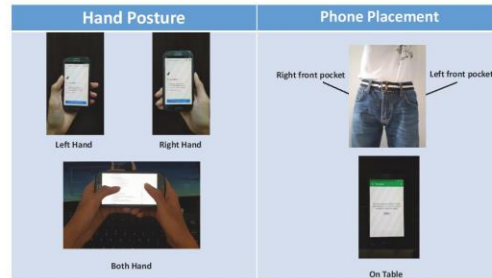 Hand Posture
Phone Placement
Left Hand
Right Hand
Both Hand
Right front pocket
Left front pocket
On Table